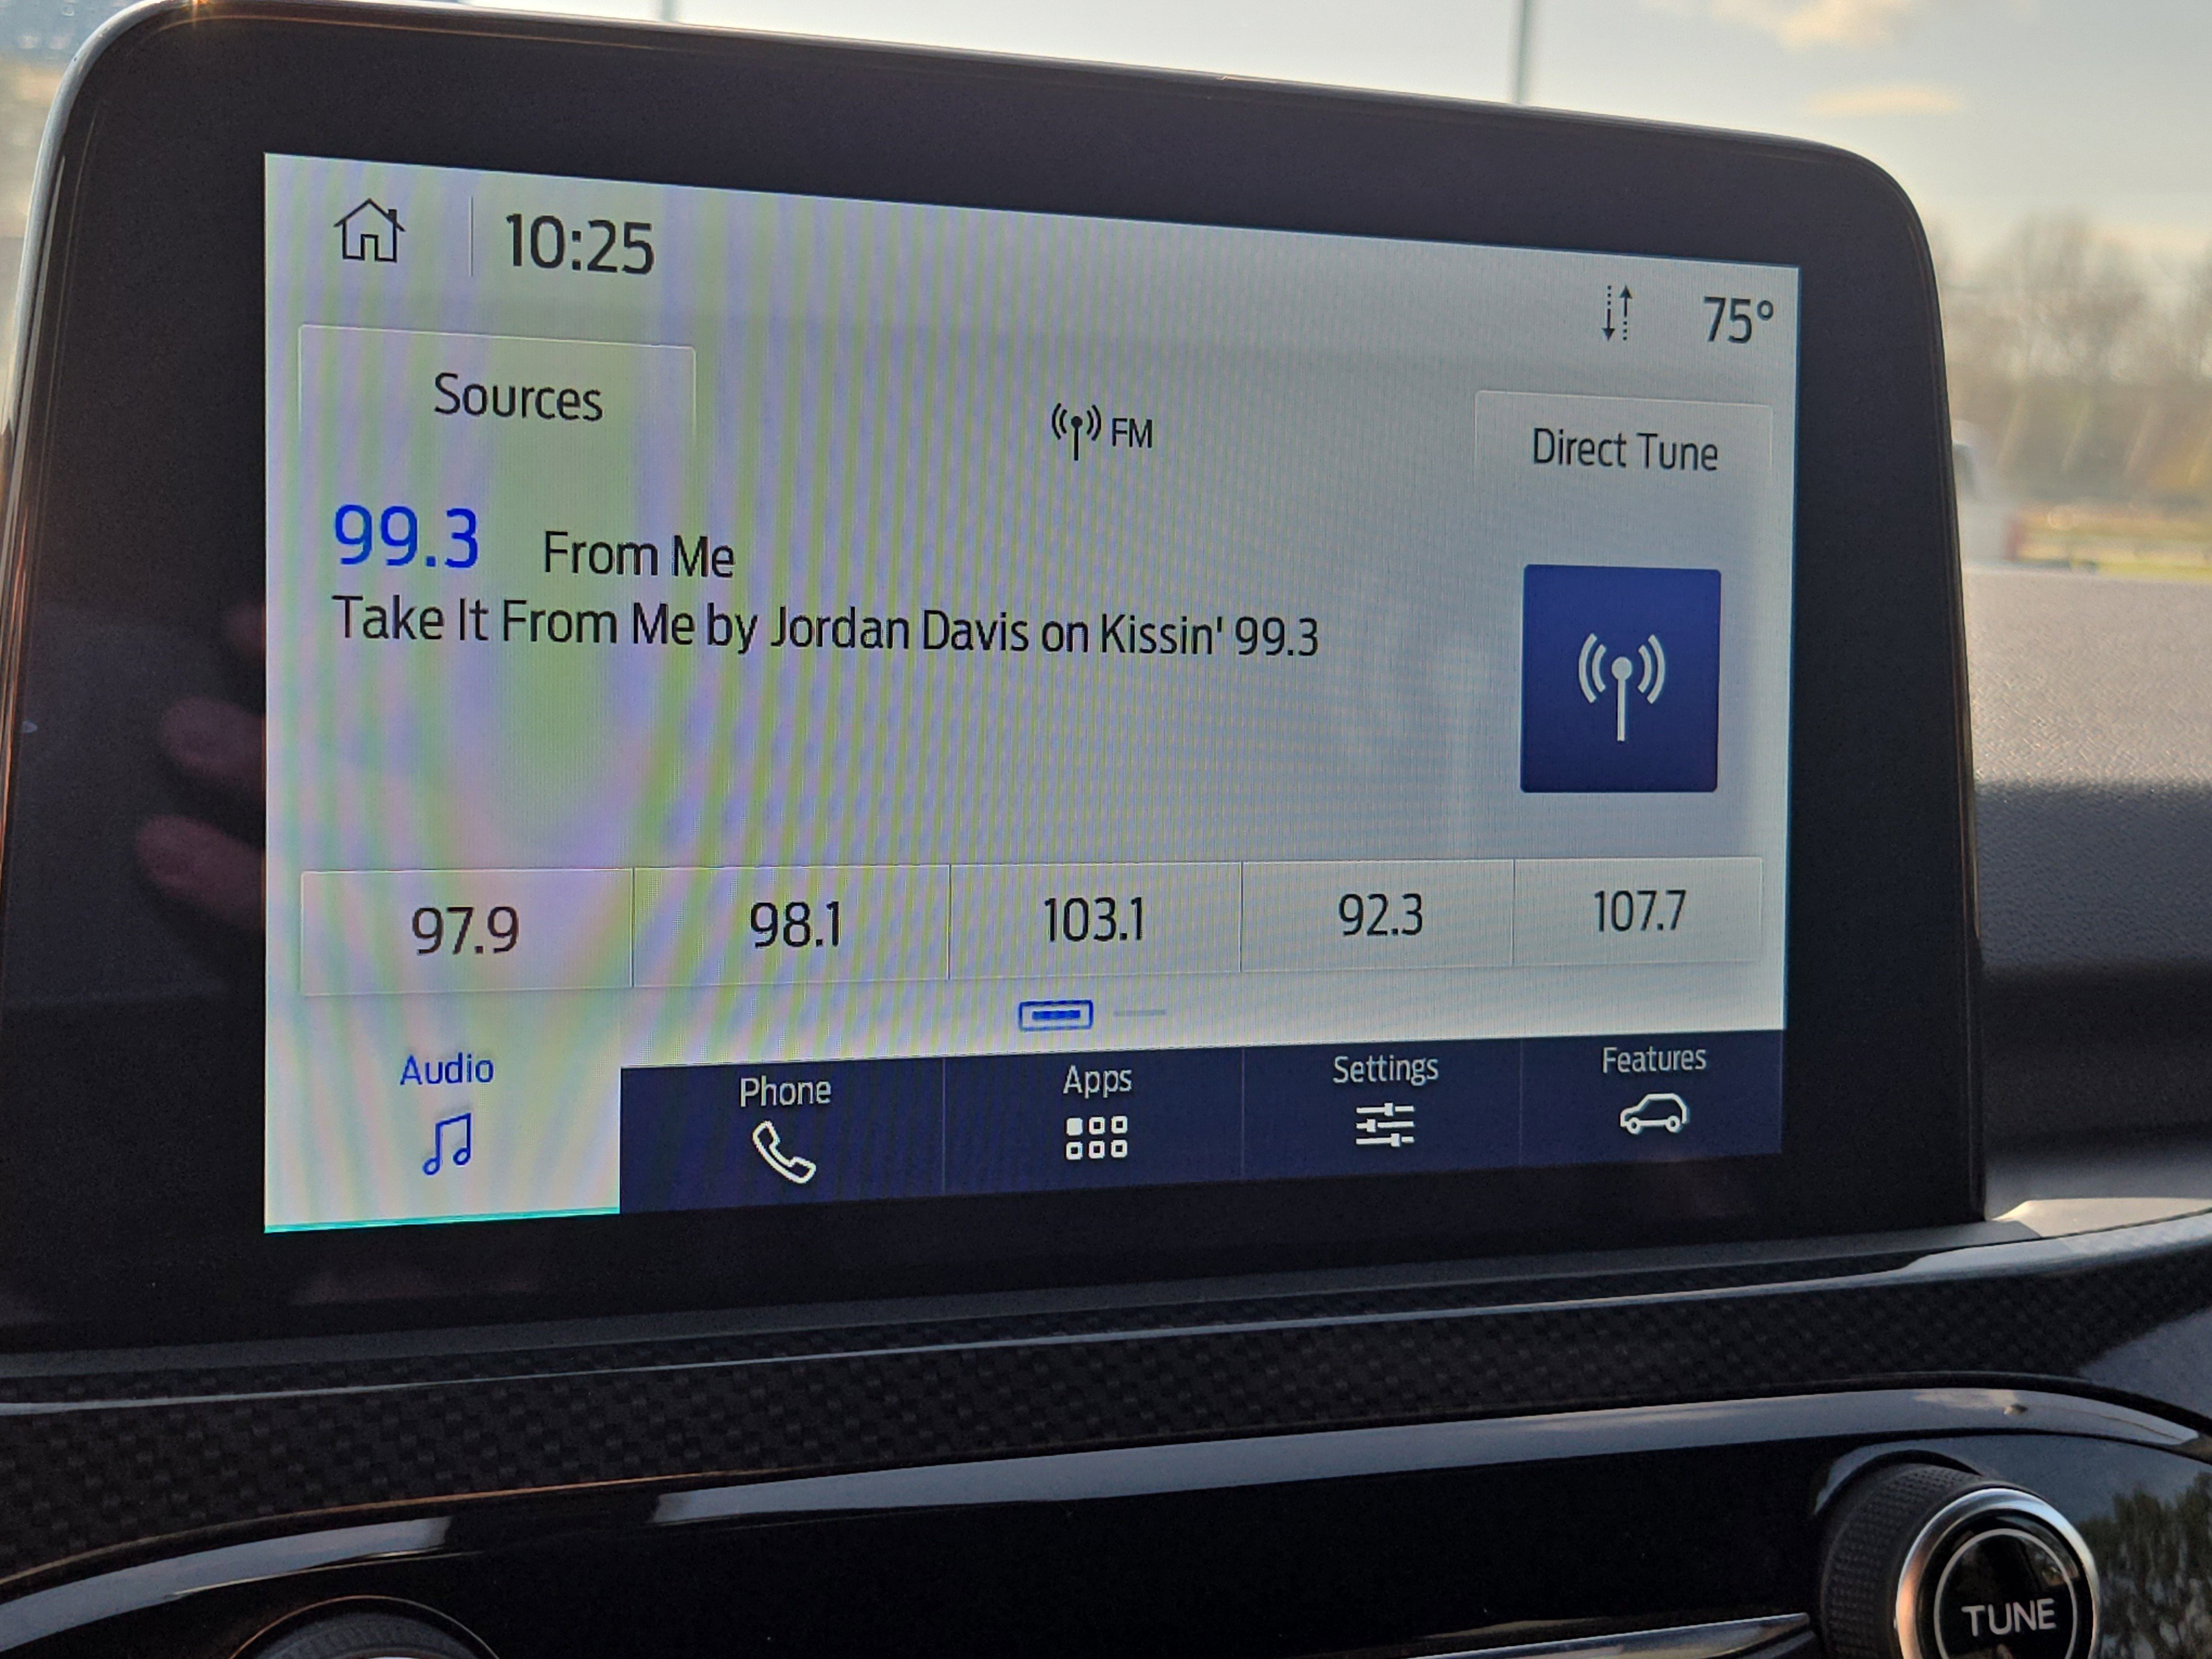 10:25
75°
Sources
FM
Direct Tune
99.3 From Me
Take It From Me by Jordan Davis on Kissin' 99.3
97.9 98.1 103.1 92.3 107.7
Audio Phone Apps Settings Features
TUNE